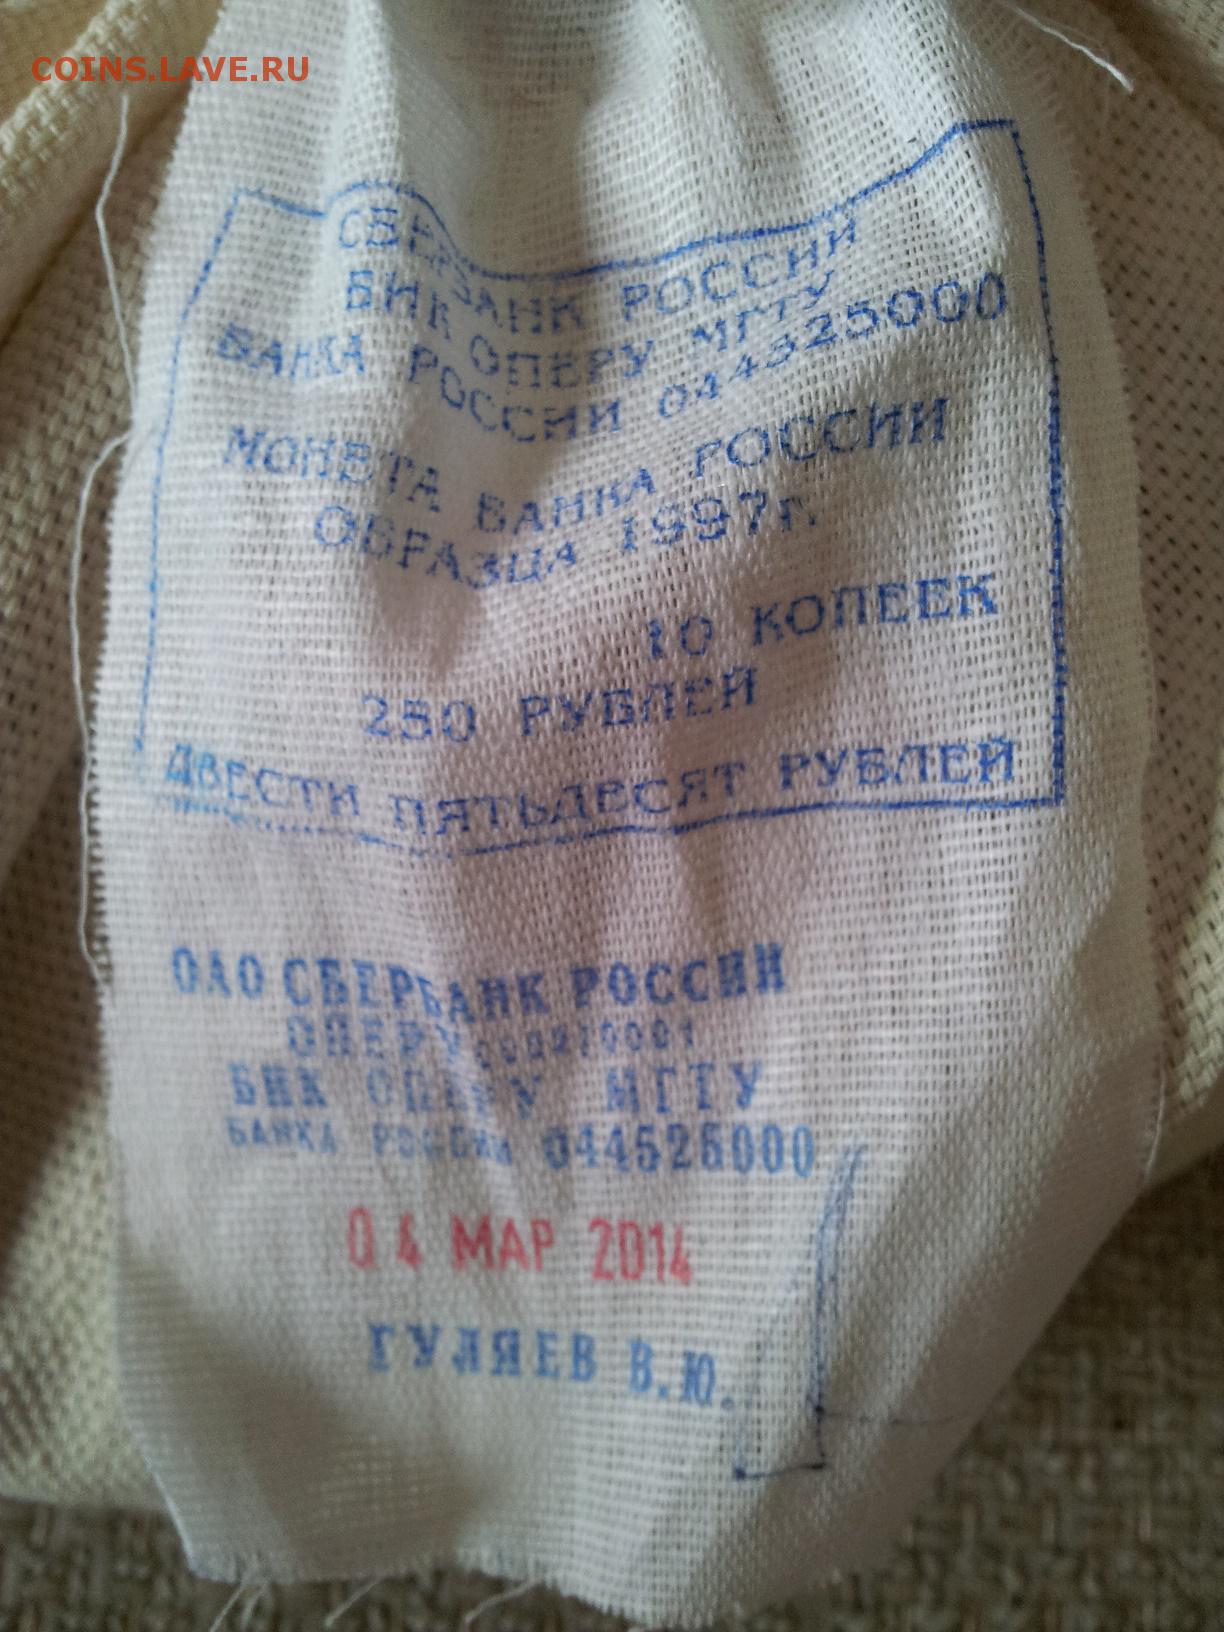 COINS.LAVE.RU
СБЕРБАНК РОССИИ
БИК ОПЕРУ МГТУ
БАНКА РОССИИ 044525000
МОНЕТА БАНКА РОССИИ
ОБРАЗЦА 1997г.
10 КОПЕЕК
250 РУБЛЕЙ
ДВЕСТИ ПЯТЬДЕСЯТ РУБЛЕЙ
ОАО СБЕРБАНК РОССИИ
ОПЕРУ
БИК ОПЕРУ МГТУ
БАНКА РОССИИ 044525000
04 МАР 2014
ГУЛЯЕВ В.Ю.